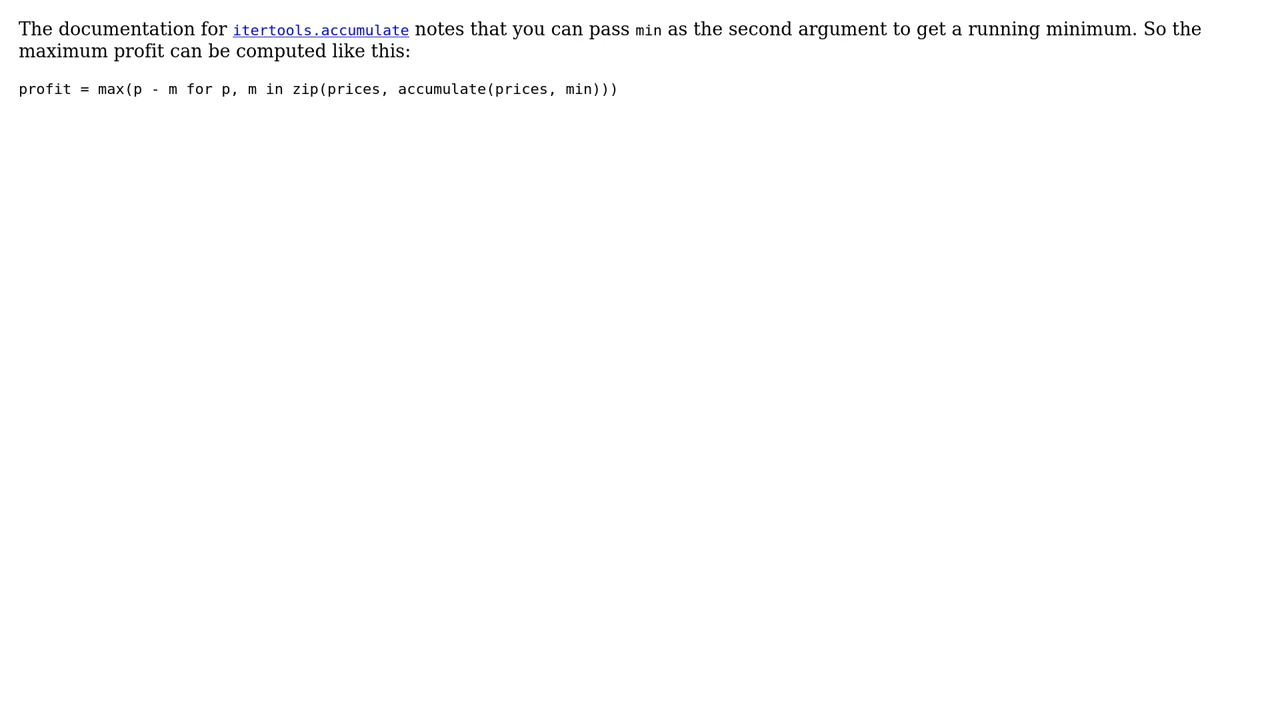 The documentation for itertools.accumulate notes that you can pass min as the second argument to get a running minimum. So the
maximum profit can be computed like this:
profit = max(p - m for p, m in zip(prices, accumulate(prices, min)))